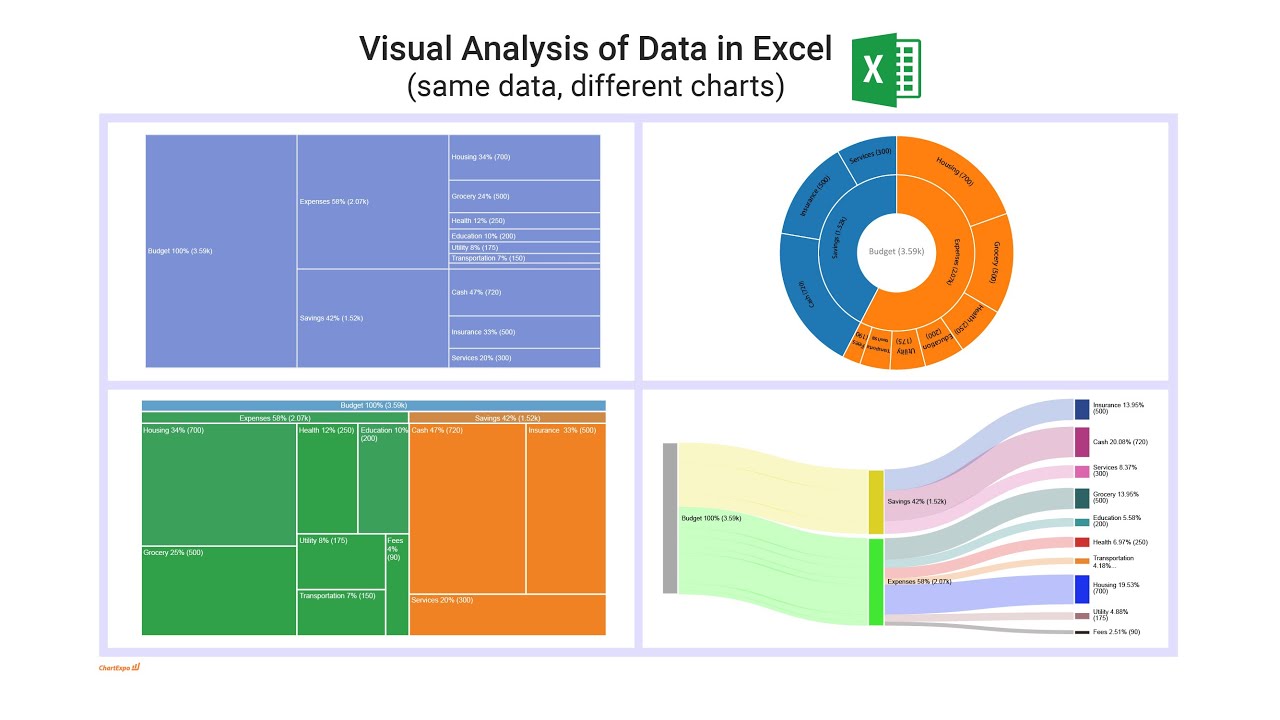 Visual Analysis of Data in Excel
(same data, different charts)
X
Budget 100% (3.59k)
Expenses 58% (2.07k)
Savings 42% (1.52k)
Housing 34% (700)
Grocery 24% (500)
Health 12% (250)
Education 10% (200)
Utility 8% (175)
Transportation 7% (150)
Cash 47% (720)
Insurance 33% (500)
Services 20% (300)
Budget (3.59k)
Savings (1.52k)
Expenses (2.07k)
Services (300)
Insurance (500)
Cash (720)
Housing (700)
Grocery (500)
Health (250)
Education
(200)
Utility
(175)
Fees
(90)
Budget 100% (3.59k)
Expenses 58% (2.07k)
Savings 42% (1.52k)
Housing 34% (700)
Health 12% (250)
Education 10%
(200)
Cash 47% (720)
Insurance 33% (500)
Grocery 25% (500)
Utility 8% (175)
Fees
4%
(90)
Transportation 7% (150)
Services 20% (300)
Budget 100% (3.59k)
Savings 42% (1.52k)
Expenses 58% (2.07k)
Insurance 13.95%
(500)
Cash 20.08% (720)
Services 8.37%
(300)
Grocery 13.95%
(500)
Education 5.58%
(200)
Health 6.97% (250)
Transportation
4.18%...
Housing 19.53%
(700)
Utility 4.88%
(175)
Fees 2.51% (90)
ChartExpo